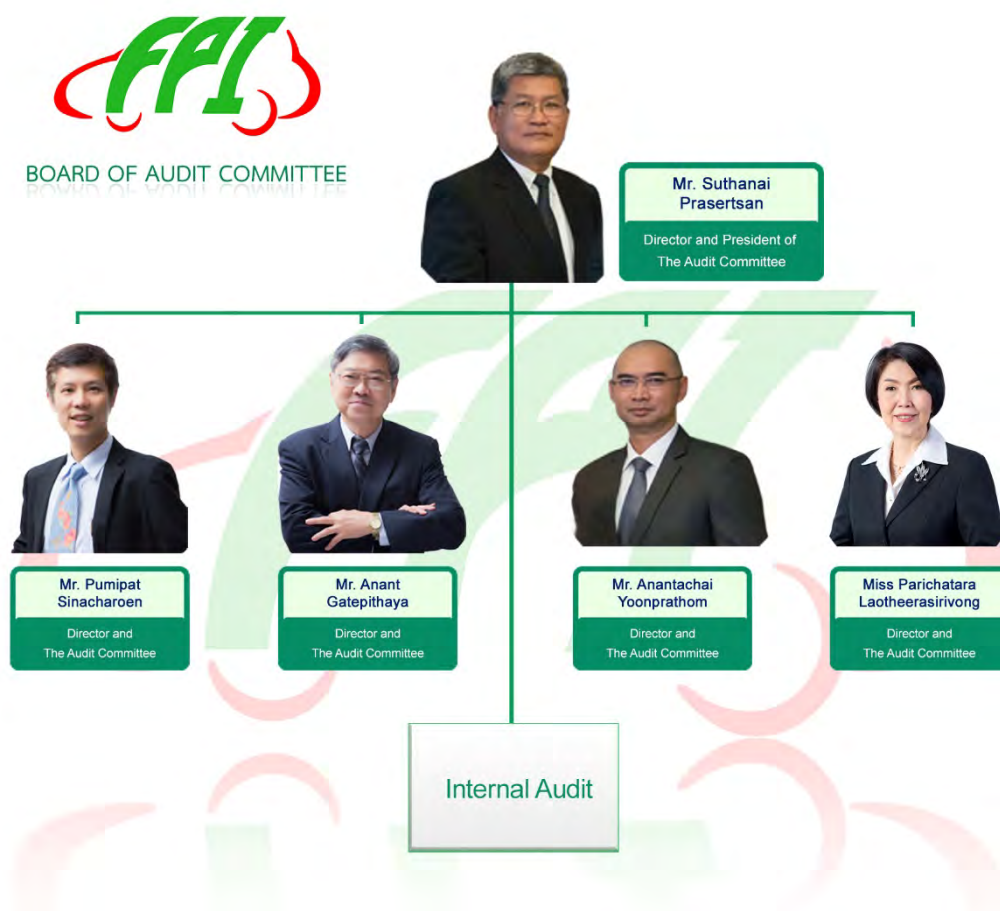 FPI
BOARD OF AUDIT COMMITTEE
Mr. Suthanai
Prasertsan
Director and President of
The Audit Committee
Mr. Pumipat
Sinacharoen
Director and
The Audit Committee
Mr. Anant
Gatepithaya
Director and
The Audit Committee
Mr. Anantachai
Yoonprathom
Director and
The Audit Committee
Miss Parichatara
Laotheerasirivong
Director and
The Audit Committee
Internal Audit